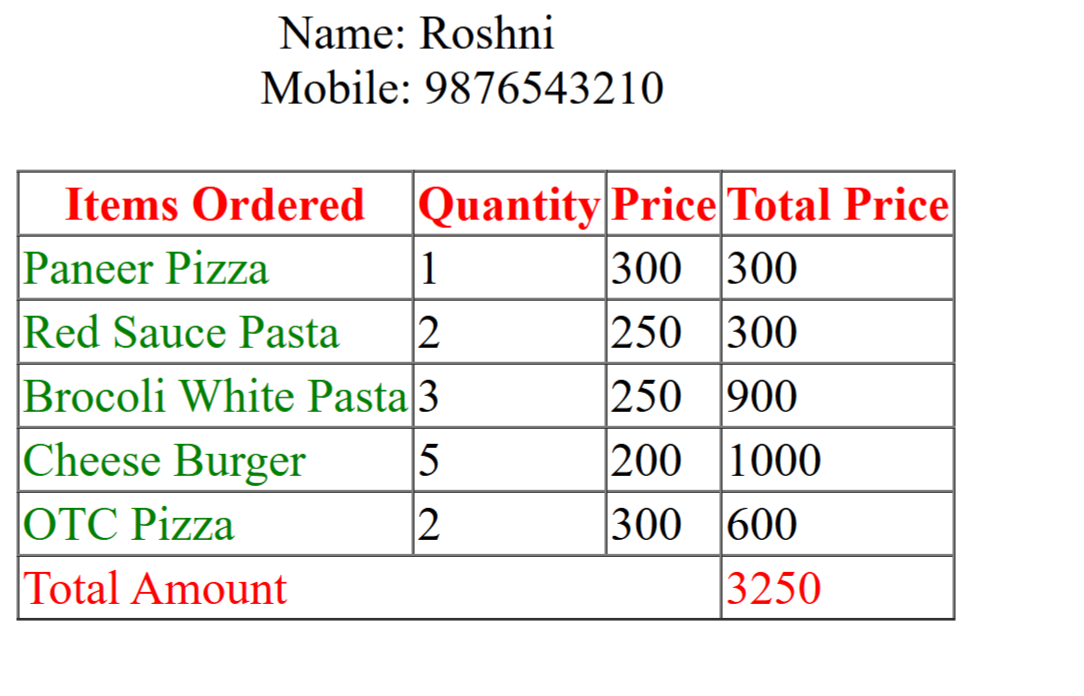 Name: Roshni
Mobile: 9876543210
Items Ordered Quantity Price Total Price
Paneer Pizza 1 300 300
Red Sauce Pasta 2 250 300
Brocoli White Pasta 3 250 900
Cheese Burger 5 200 1000
OTC Pizza 2 300 600
Total Amount 3250